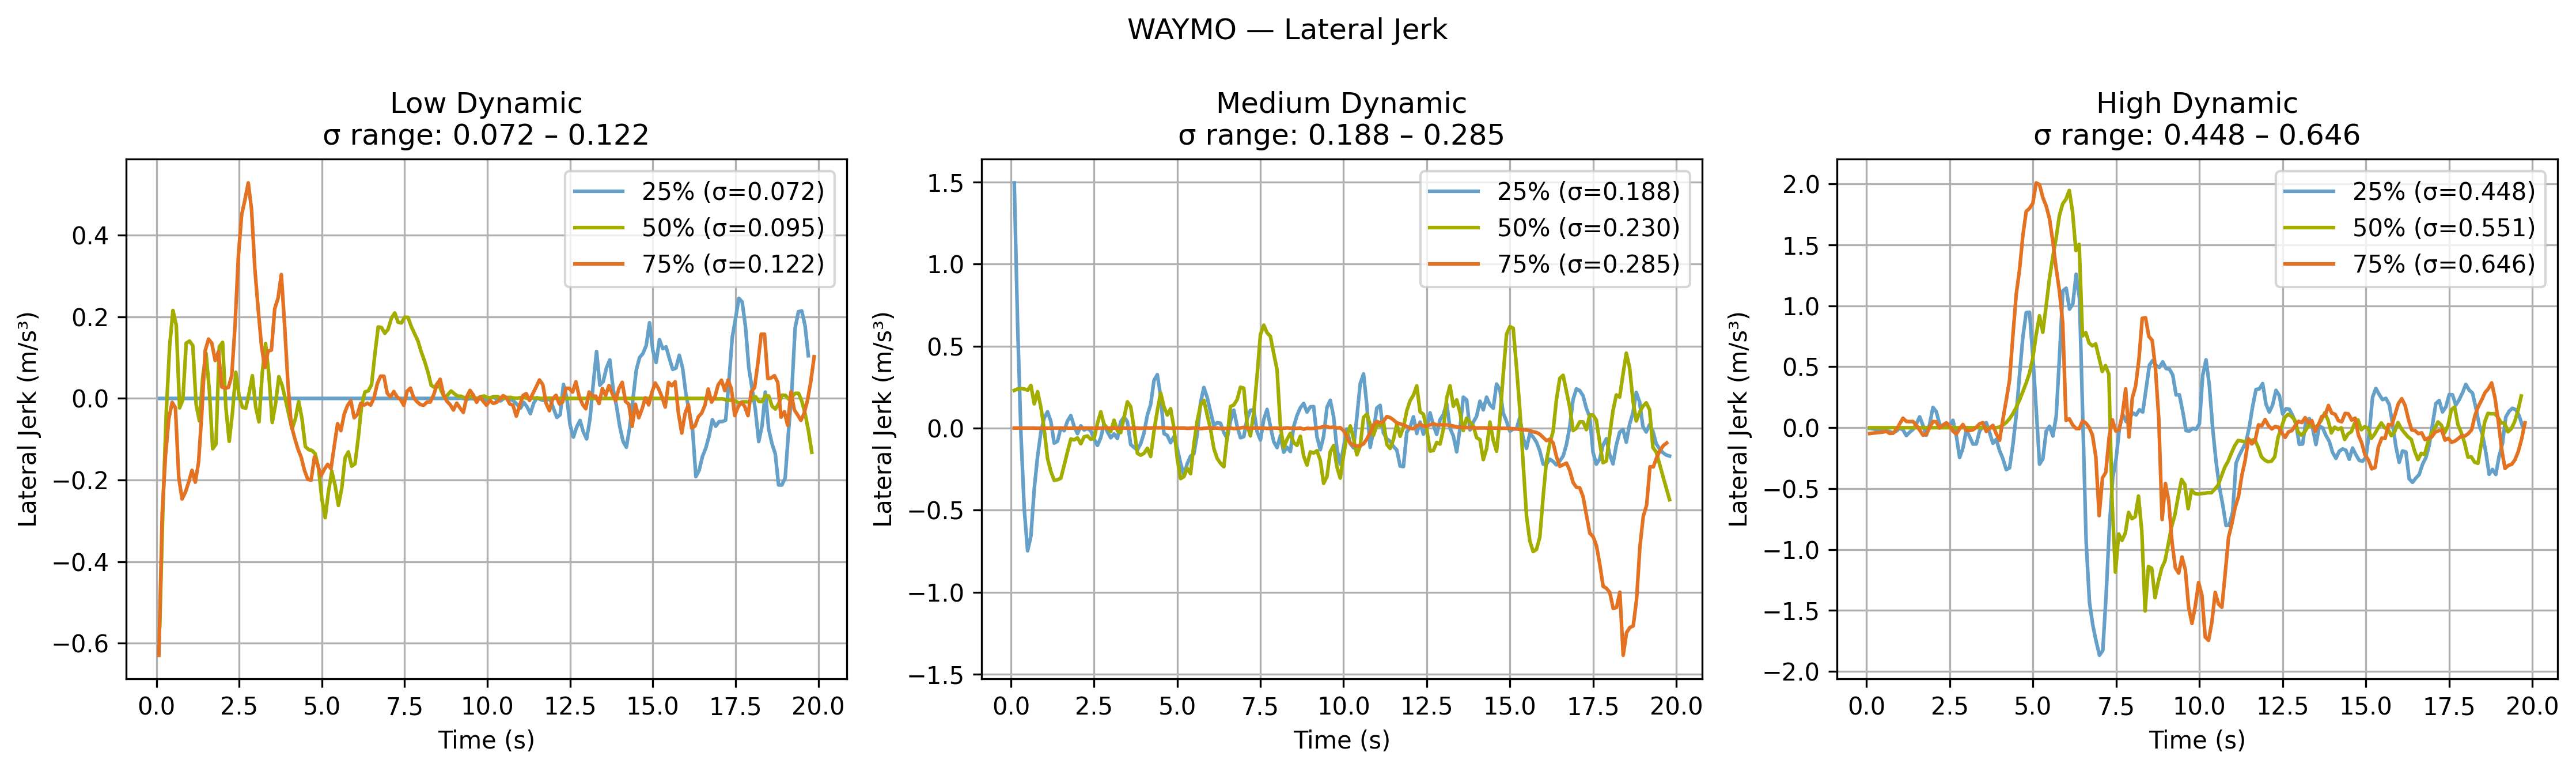 WAYMO — Lateral Jerk
Low Dynamic
σ range: 0.072 – 0.122
Lateral Jerk (m/s³)
0.4
0.2
0.0
−0.2
−0.4
−0.6
25% (σ=0.072)
50% (σ=0.095)
75% (σ=0.122)
0.0 2.5 5.0 7.5 10.0 12.5 15.0 17.5 20.0
Time (s)
Medium Dynamic
σ range: 0.188 – 0.285
Lateral Jerk (m/s³)
1.5
1.0
0.5
0.0
−0.5
−1.0
−1.5
25% (σ=0.188)
50% (σ=0.230)
75% (σ=0.285)
0.0 2.5 5.0 7.5 10.0 12.5 15.0 17.5 20.0
Time (s)
High Dynamic
σ range: 0.448 – 0.646
Lateral Jerk (m/s³)
2.0
1.5
1.0
0.5
0.0
−0.5
−1.0
−1.5
−2.0
25% (σ=0.448)
50% (σ=0.551)
75% (σ=0.646)
0.0 2.5 5.0 7.5 10.0 12.5 15.0 17.5 20.0
Time (s)